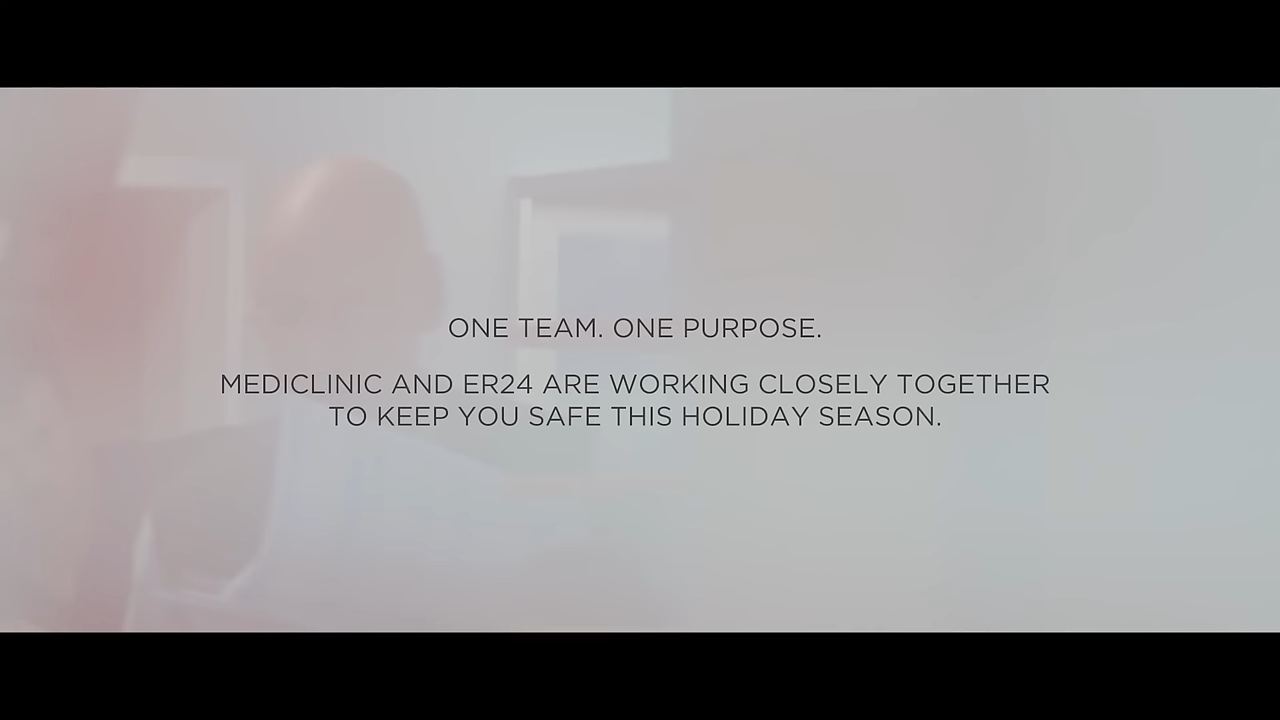 ONE TEAM. ONE PURPOSE.
MEDICLINIC AND ER24 ARE WORKING CLOSELY TOGETHER
TO KEEP YOU SAFE THIS HOLIDAY SEASON.